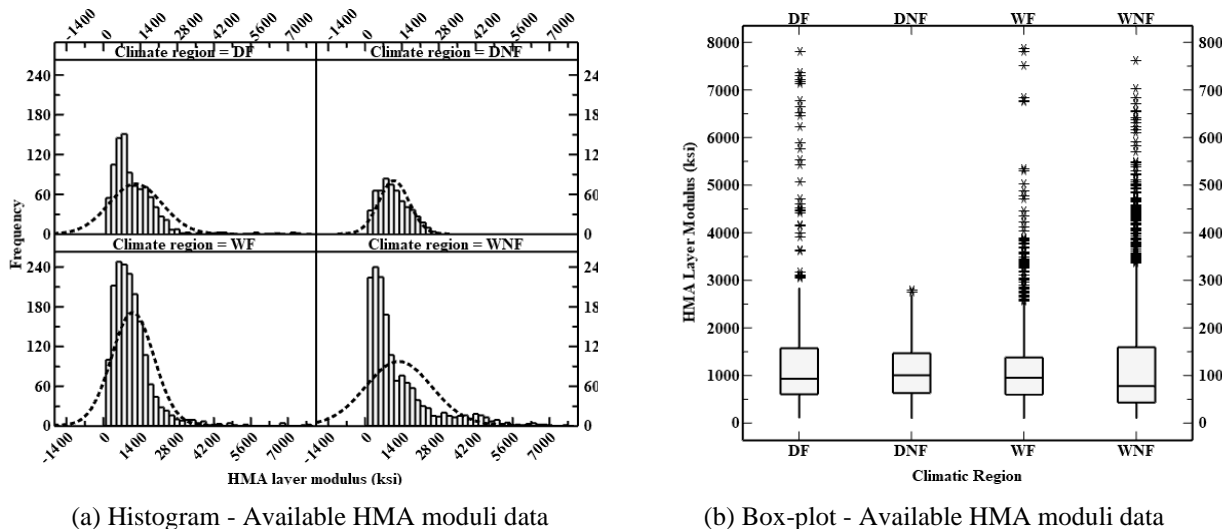 -1400 0 1400 2800 4200 5600 7000 -1400 0 1400 2800 4200 5600 7000
Climate region = DF Climate region = DNF
240 24
180 18
120 12
60 60
0 0
Climate region = WF Climate region = WNF
240 24
180 18
120 12
60 60
0 0
Frequency
-1400 0 1400 2800 4200 5600 7000 -1400 0 1400 2800 4200 5600 7000
HMA layer modulus (ksi)
(a) Histogram - Available HMA moduli data
DF DNF WF WNF
8000 800
7000 700
6000 600
5000 500
4000 400
3000 300
2000 200
1000 100
0 0
HMA Layer Modulus (ksi)
DF DNF WF WNF
Climatic Region
(b) Box-plot - Available HMA moduli data